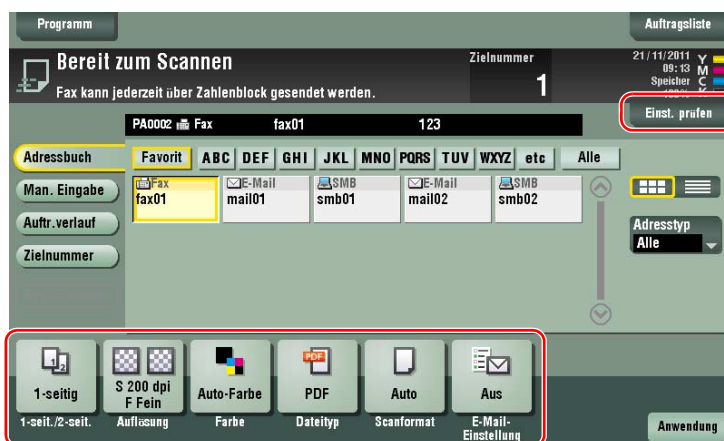 Programm
Auftragsliste
Bereit zum Scannen
Zielnummer
1
21/11/2011
09:13
Speicher
100%
Y
M
C
K
Fax kann jederzeit über Zahlenblock gesendet werden.
Einst. prüfen
PA0002 Fax fax01 123
Adressbuch
Favorit ABC DEF GHI JKL MNO PQRS TUV WXYZ etc Alle
Man. Eingabe
Auftr.verlauf
Zielnummer
Fax
fax01
E-Mail
mail01
SMB
smb01
E-Mail
mail02
SMB
smb02
Adresstyp
Alle
1 2
1-seitig
1-seit./2-seit.
S 200 dpi
F Fein
Auflösung
Auto-Farbe
Farbe
PDF
PDF
Dateityp
Auto
Scanformat
Aus
E-Mail-
Einstellung
Anwendung